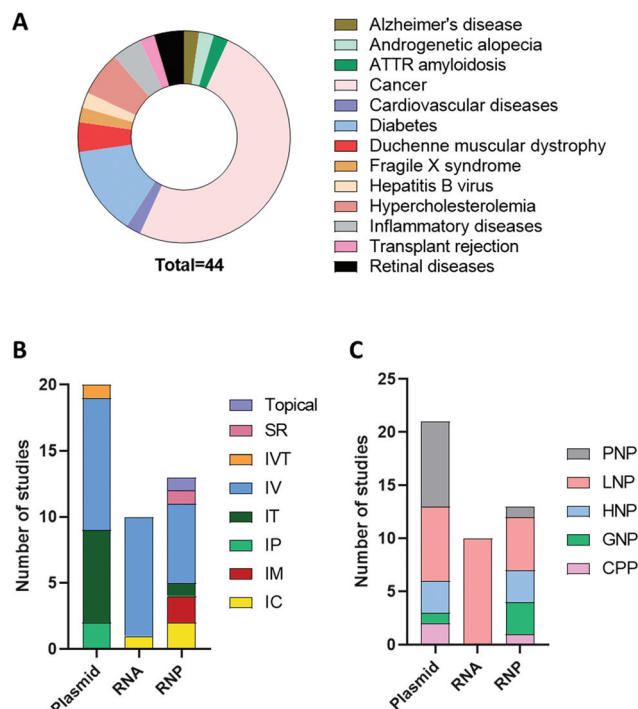 A
Alzheimer's disease
Androgenetic alopecia
ATTR amyloidosis
Cancer
Cardiovascular diseases
Diabetes
Duchenne muscular dystrophy
Fragile X syndrome
Hepatitis B virus
Hypercholesterolemia
Inflammatory diseases
Transplant rejection
Retinal diseases
Total=44
B
Number of studies
20
15
10
5
0
Plasmid
RNA
RNP
Topical
SR
IVT
IV
IT
IP
IM
IC
C
Number of studies
25
20
15
10
5
0
Plasmid
RNA
RNP
PNP
LNP
HNP
GNP
CPP